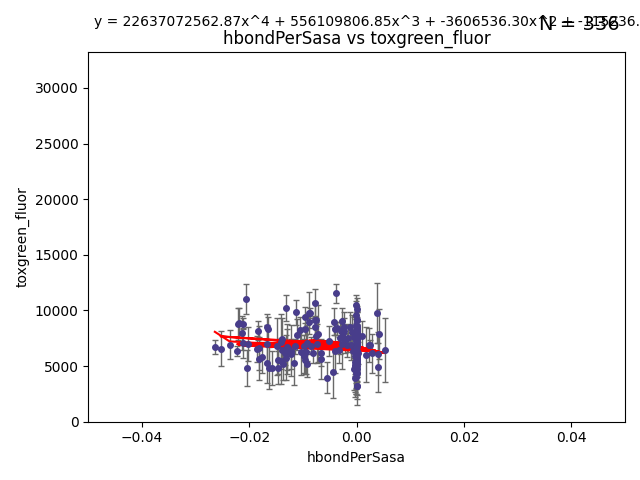 y = 22637072562.87x^4 + 556109806.85x^3 + -3606536.30x^2 +
N = 336
hbondPerSasa vs toxgreen_fluor
30000
25000
20000
15000
10000
5000
0
toxgreen_fluor
−0.04 −0.02 0.00 0.02 0.04
hbondPerSasa